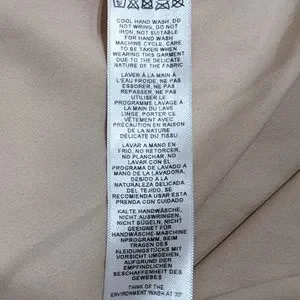 COOL HAND WASH, DO
NOT WRING, DO NOT
IRON, NOT SUITABLE
FOR HAND WASH
MACHINE CYCLE. CARE
TO BE TAKEN WHEN
WEARING THIS GARMENT
DUE TO THE DELICATE
NATURE OF THE FABRIC
LAVER Á LA MAIN Á
L'EAU FROIDE, NE PAS
ESSORER, NE PAS
REPASSER, NE PAS
UTILISER LE
PROGRAMME LAVAGE Á
LA MAIN DU LAVE
LINGE, PORTER CE
VÊTEMENT AVEC
PRÉCAUTION EN RAISON
DE LA NATURE
DÉLICATE DU TISSU
LAVAR A MANO EN
FRÍO, NO RETORCER,
NO PLANCHAR, NO
LAVAR CON EL
PROGRAMA DE LAVADO A
MANO DE LA LAVADORA,
DEBIDO A LA
NATURALEZA DELICADA
DEL TEJIDO, SE
RECOMIENDA USAR ESTA
PRENDA CON CUIDADO
KALTE HANDWÄSCHE,
NICHT AUSWRINGEN,
NICHT BÜGELN, NICHT
GEEIGNET FÜR
HANDWÄSCHE MASCHINE
NPROGRAMM, BEIM
TRAGEN DES
KLEIDUNGSSTÜCKES MIT
VORSICHT UMGEHEN,
AUFGRUND DER
EMPFINDLICHEN
BESCHAFFENHEIT DES
GEWEBES
THINK OF THE
ENVIRONMENT WASH AT 30°